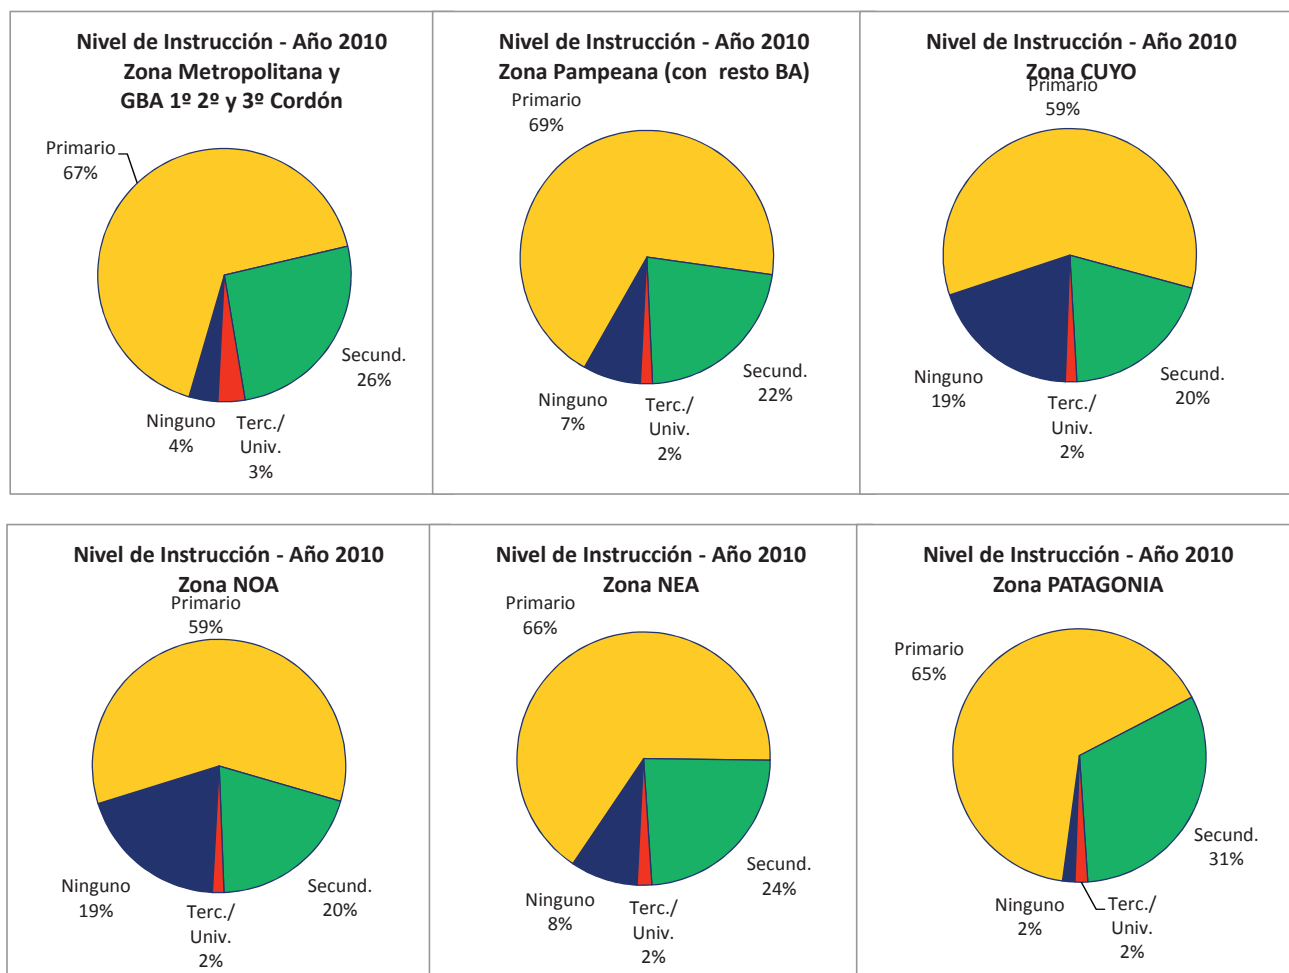 Nivel de Instrucción - Año 2010
Zona Metropolitana y
GBA 1º 2º y 3º Cordón
Primario
67%
Secund.
26%
Ninguno
4%
Terc./
Univ.
3%
Nivel de Instrucción - Año 2010
Zona Pampeana (con resto BA)
Primario
69%
Secund.
22%
Ninguno
7%
Terc./
Univ.
2%
Nivel de Instrucción - Año 2010
Zona CUYO
Primario
59%
Ninguno
19%
Secund.
20%
Terc./
Univ.
2%
Nivel de Instrucción - Año 2010
Zona NOA
Primario
59%
Ninguno
19%
Secund.
20%
Terc./
Univ.
2%
Nivel de Instrucción - Año 2010
Zona NEA
Primario
66%
Secund.
24%
Ninguno
8%
Terc./
Univ.
2%
Nivel de Instrucción - Año 2010
Zona PATAGONIA
Primario
65%
Secund.
31%
Ninguno
2%
Terc./
Univ.
2%